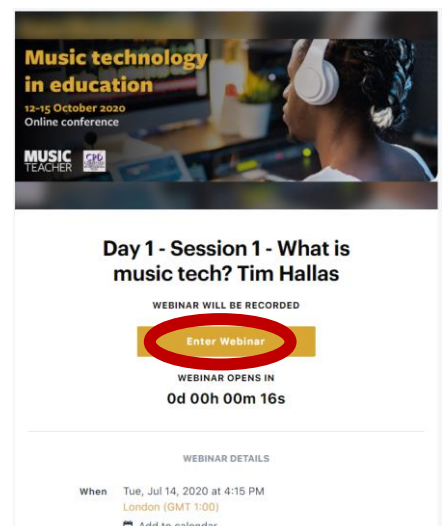 Music technology
in education
12-15 October 2020
Online conference
MUSIC
TEACHER
CPD
Day 1 - Session 1 - What is
music tech? Tim Hallas
WEBINAR WILL BE RECORDED
Enter Webinar
WEBINAR OPENS IN
0d 00h 00m 16s
WEBINAR DETAILS
When Tue, Jul 14, 2020 at 4:15 PM
London (GMT 1:00)
Add to calendar